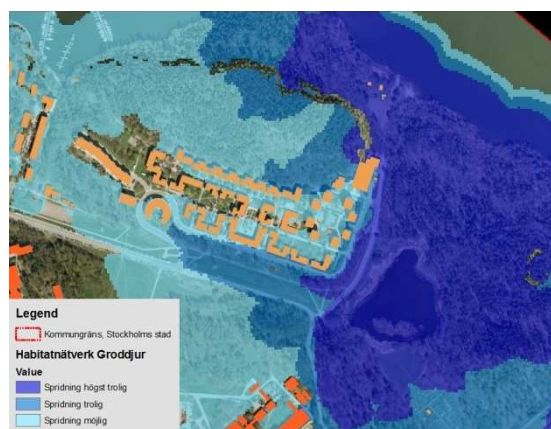 Legend
Kommungräns, Stockholms stad
Habitatnätverk Groddjur
Value
Spridning högst trolig
Spridning trolig
Spridning möjlig